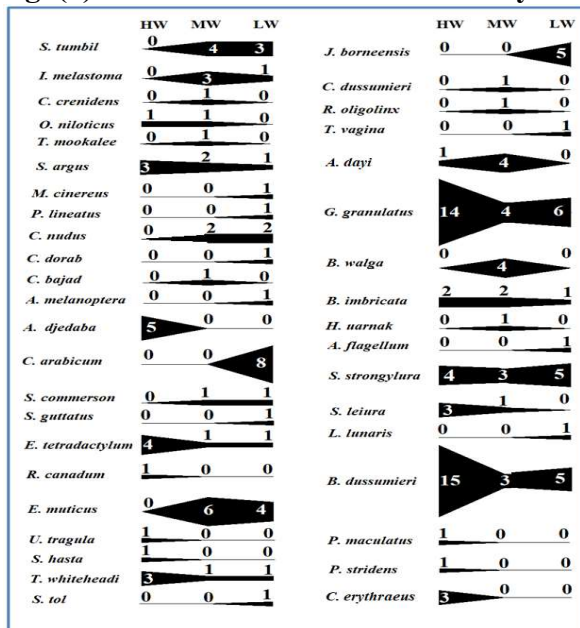 HW MW LW
S. tumbil 0 4 3
I. melastoma 0 3 1
C. crenidens 0 1 0
O. niloticus 1 1 0
T. mookalee 0 1 0
S. argus 3 2 1
M. cinereus 0 0 1
P. lineatus 0 0 1
C. nudus 0 2 2
C. dorab 0 0 1
C. bajad 0 1 0
A. melanoptera 0 0 1
A. djedaba 5 0 0
C. arabicum 0 0 8
S. commerson 0 1 1
S. guttatus 0 0 1
E. tetradactylum 4 1 1
R. canadum 1 0 0
E. muticus 0 6 4
U. tragula 1 0 0
S. hasta 1 0 0
T. whiteheadi 3 1 1
S. tol 0 0 1
HW MW LW
J. borneensis 0 0 5
C. dussumieri 0 1 0
R. oligolinx 0 1 0
T. vagina 0 0 1
A. dayi 1 4 0
G. granulatus 14 4 6
B. walga 0 4 0
B. imbricata 2 2 1
H. uarnak 0 1 0
A. flagellum 0 0 1
S. strongylura 4 3 5
S. leiura 3 1 0
L. lunaris 0 0 1
B. dussumieri 15 3 5
P. maculatus 1 0 0
P. stridens 1 0 0
C. erythraeus 3 0 0